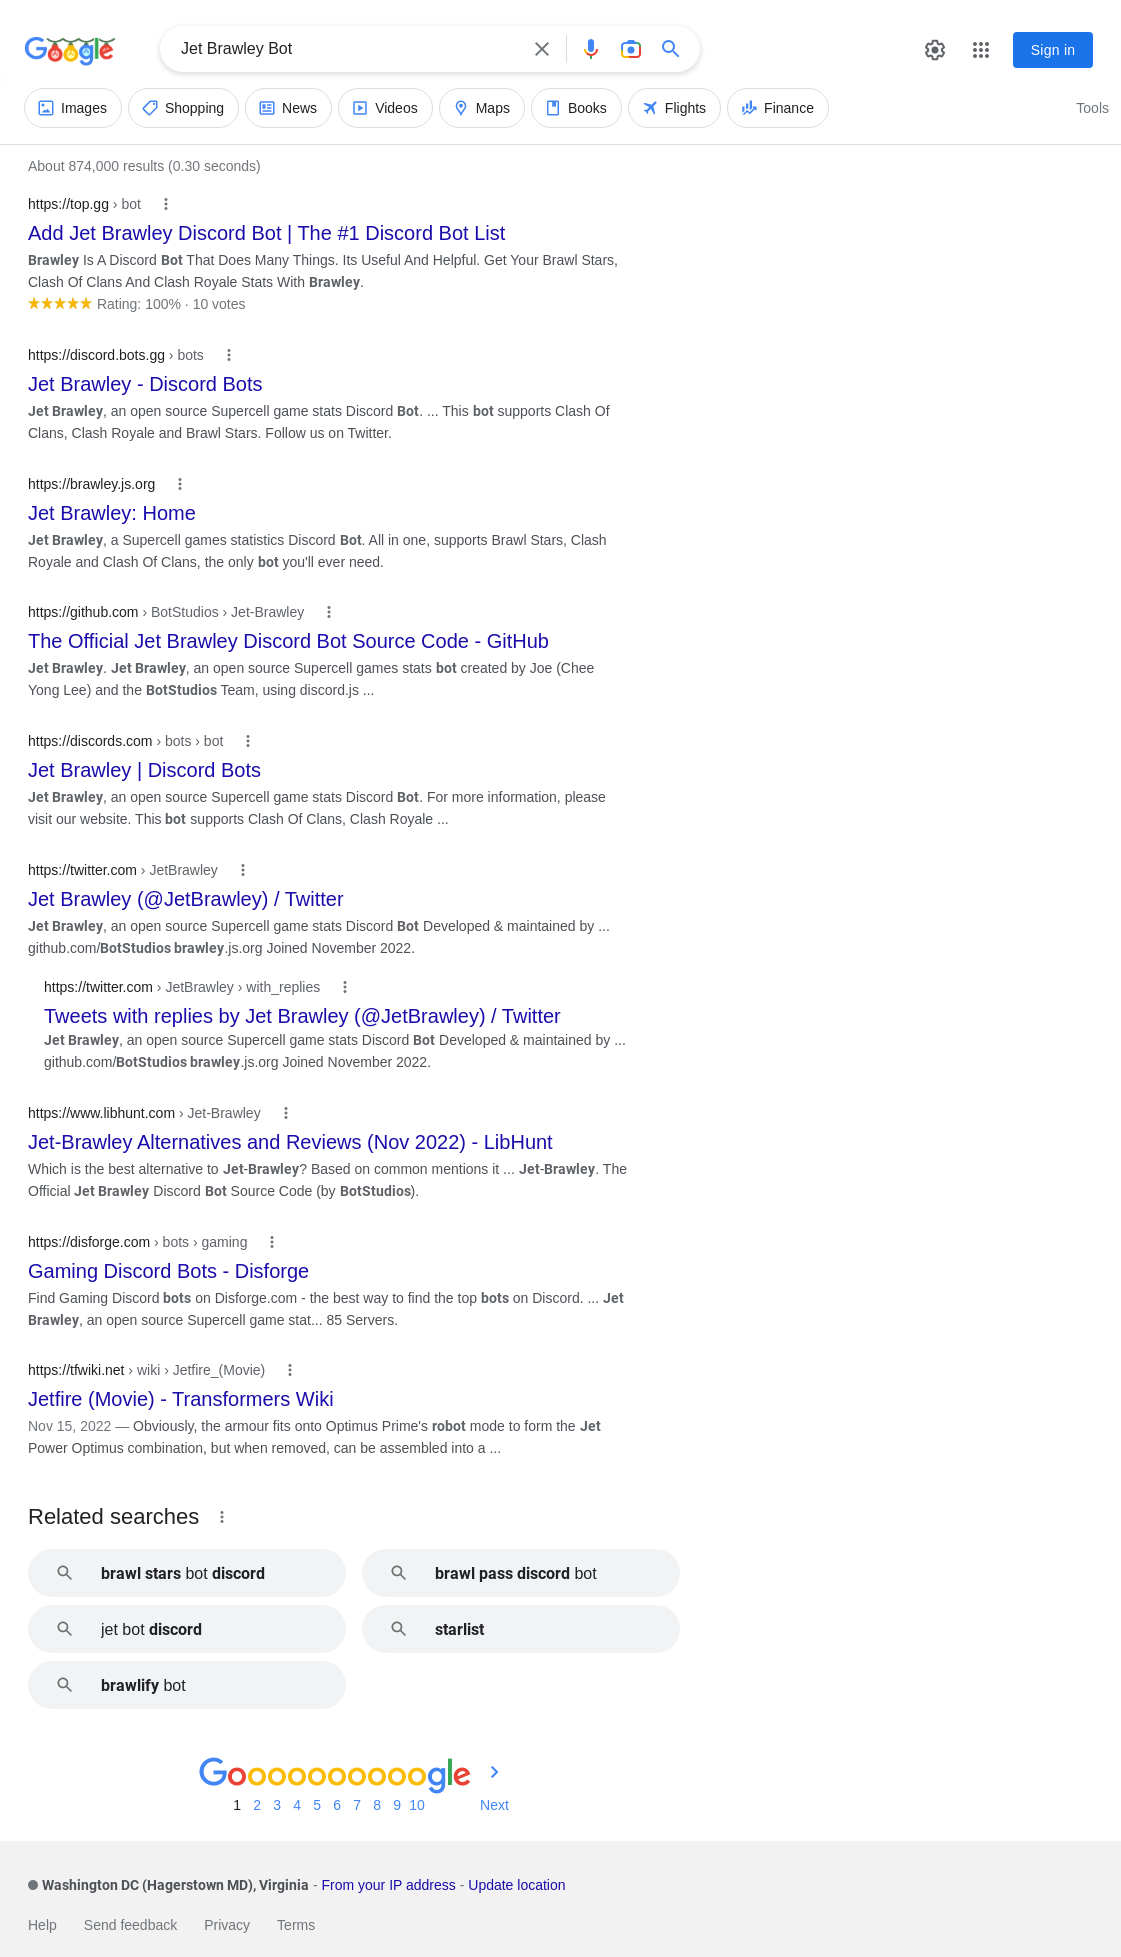 Google
Jet Brawley Bot
Sign in
Images
Shopping
News
Videos
Maps
Books
Flights
Finance
Tools
About 874,000 results (0.30 seconds)
https://top.gg › bot
Add Jet Brawley Discord Bot | The #1 Discord Bot List
Brawley Is A Discord Bot That Does Many Things. Its Useful And Helpful. Get Your Brawl Stars,
Clash Of Clans And Clash Royale Stats With Brawley.
Rating: 100% · 10 votes
https://discord.bots.gg › bots
Jet Brawley - Discord Bots
Jet Brawley, an open source Supercell game stats Discord Bot. ... This bot supports Clash Of
Clans, Clash Royale and Brawl Stars. Follow us on Twitter.
https://brawley.js.org
Jet Brawley: Home
Jet Brawley, a Supercell games statistics Discord Bot. All in one, supports Brawl Stars, Clash
Royale and Clash Of Clans, the only bot you'll ever need.
https://github.com › BotStudios › Jet-Brawley
The Official Jet Brawley Discord Bot Source Code - GitHub
Jet Brawley. Jet Brawley, an open source Supercell games stats bot created by Joe (Chee
Yong Lee) and the BotStudios Team, using discord.js ...
https://discords.com › bots › bot
Jet Brawley | Discord Bots
Jet Brawley, an open source Supercell game stats Discord Bot. For more information, please
visit our website. This bot supports Clash Of Clans, Clash Royale ...
https://twitter.com › JetBrawley
Jet Brawley (@JetBrawley) / Twitter
Jet Brawley, an open source Supercell game stats Discord Bot Developed & maintained by ...
github.com/BotStudios brawley.js.org Joined November 2022.
https://twitter.com › JetBrawley › with_replies
Tweets with replies by Jet Brawley (@JetBrawley) / Twitter
Jet Brawley, an open source Supercell game stats Discord Bot Developed & maintained by ...
github.com/BotStudios brawley.js.org Joined November 2022.
https://www.libhunt.com › Jet-Brawley
Jet-Brawley Alternatives and Reviews (Nov 2022) - LibHunt
Which is the best alternative to Jet-Brawley? Based on common mentions it ... Jet-Brawley. The
Official Jet Brawley Discord Bot Source Code (by BotStudios).
https://disforge.com › bots › gaming
Gaming Discord Bots - Disforge
Find Gaming Discord bots on Disforge.com - the best way to find the top bots on Discord. ... Jet
Brawley, an open source Supercell game stat... 85 Servers.
https://tfwiki.net › wiki › Jetfire_(Movie)
Jetfire (Movie) - Transformers Wiki
Nov 15, 2022 — Obviously, the armour fits onto Optimus Prime's robot mode to form the Jet
Power Optimus combination, but when removed, can be assembled into a ...
Related searches
brawl stars bot discord
brawl pass discord bot
jet bot discord
starlist
brawlify bot
Goooooooooogle
1 2 3 4 5 6 7 8 9 10 Next
Washington DC (Hagerstown MD), Virginia - From your IP address - Update location
Help Send feedback Privacy Terms